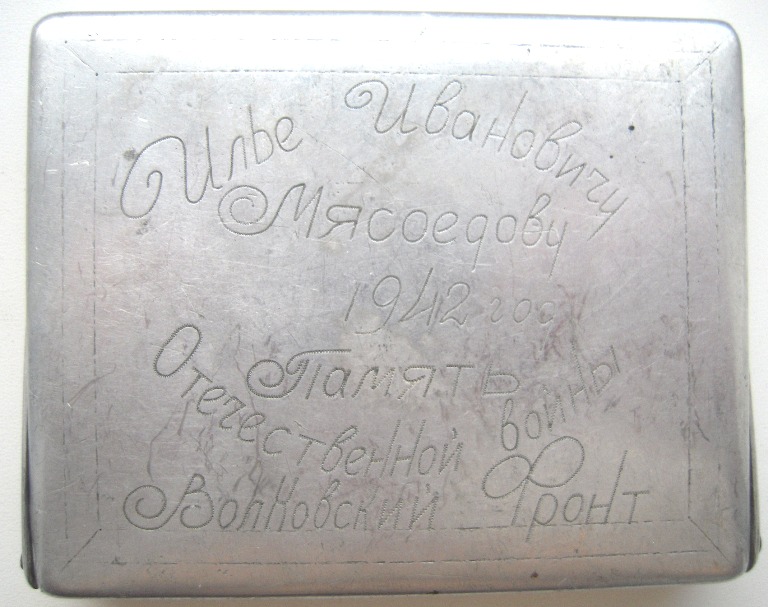 Илье Ивановичу
Мясоедову
1942 год
Память
Отечественной войны
Волховский Фронт